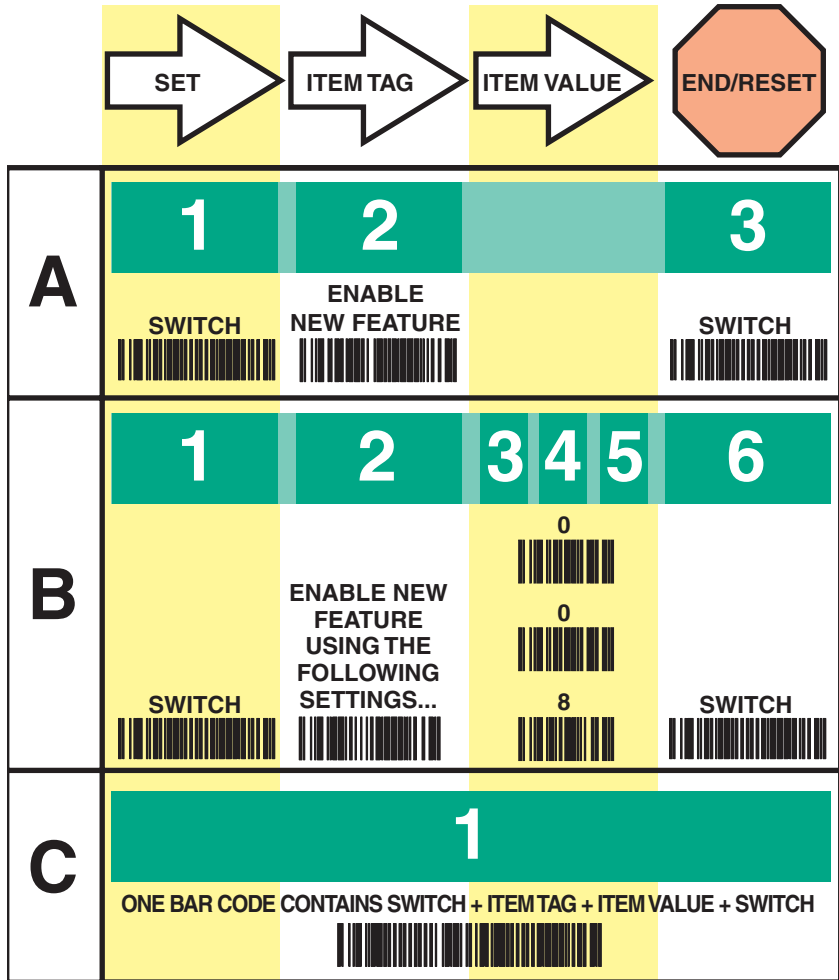 SET
ITEM TAG
ITEM VALUE
END/RESET
A
1
2
3
SWITCH
ENABLE
NEW FEATURE
SWITCH
B
1
2
3
4
5
6
SWITCH
ENABLE NEW
FEATURE
USING THE
FOLLOWING
SETTINGS...
0
0
8
SWITCH
C
1
ONE BAR CODE CONTAINS SWITCH + ITEM TAG + ITEM VALUE + SWITCH